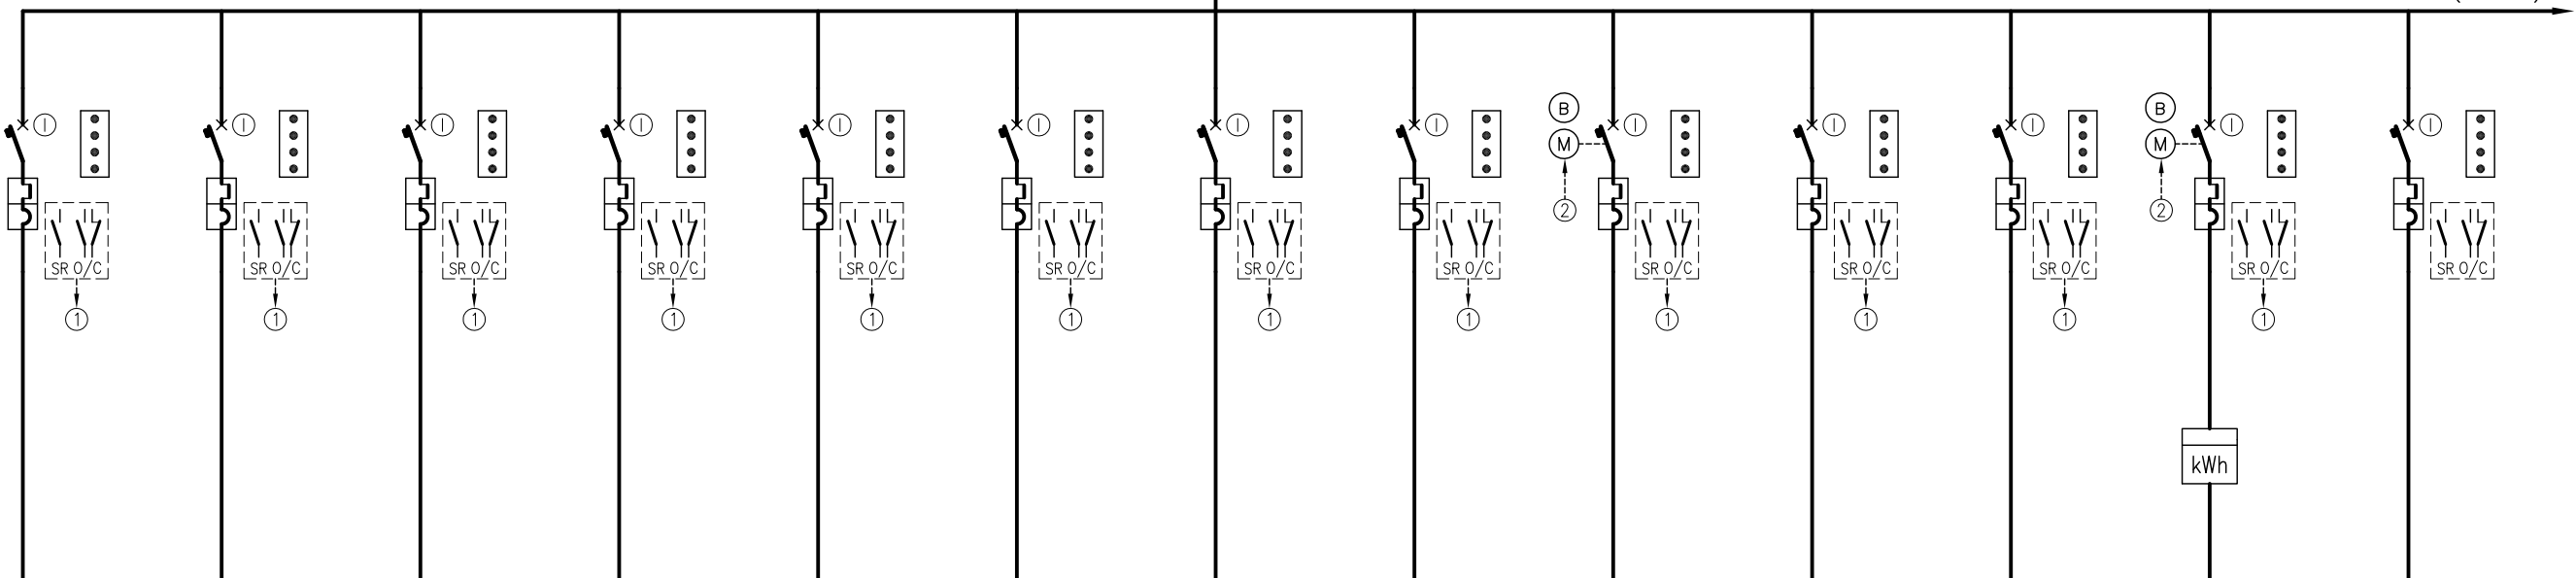 B B
I I I I I I I I I I I I I
M M
2 2
SR O/C SR O/C SR O/C SR O/C SR O/C SR O/C SR O/C SR O/C SR O/C SR O/C SR O/C SR O/C SR O/C
1 1 1 1 1 1 1 1 1 1 1 1
kWh